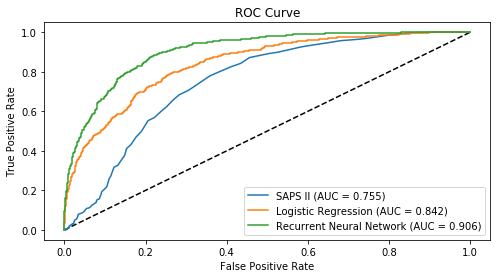 ROC Curve
1.0
0.8
0.6
0.4
0.2
0.0
True Positive Rate
SAPS II (AUC = 0.755)
Logistic Regression (AUC = 0.842)
Recurrent Neural Network (AUC = 0.906)
0.0 0.2 0.4 0.6 0.8 1.0
False Positive Rate